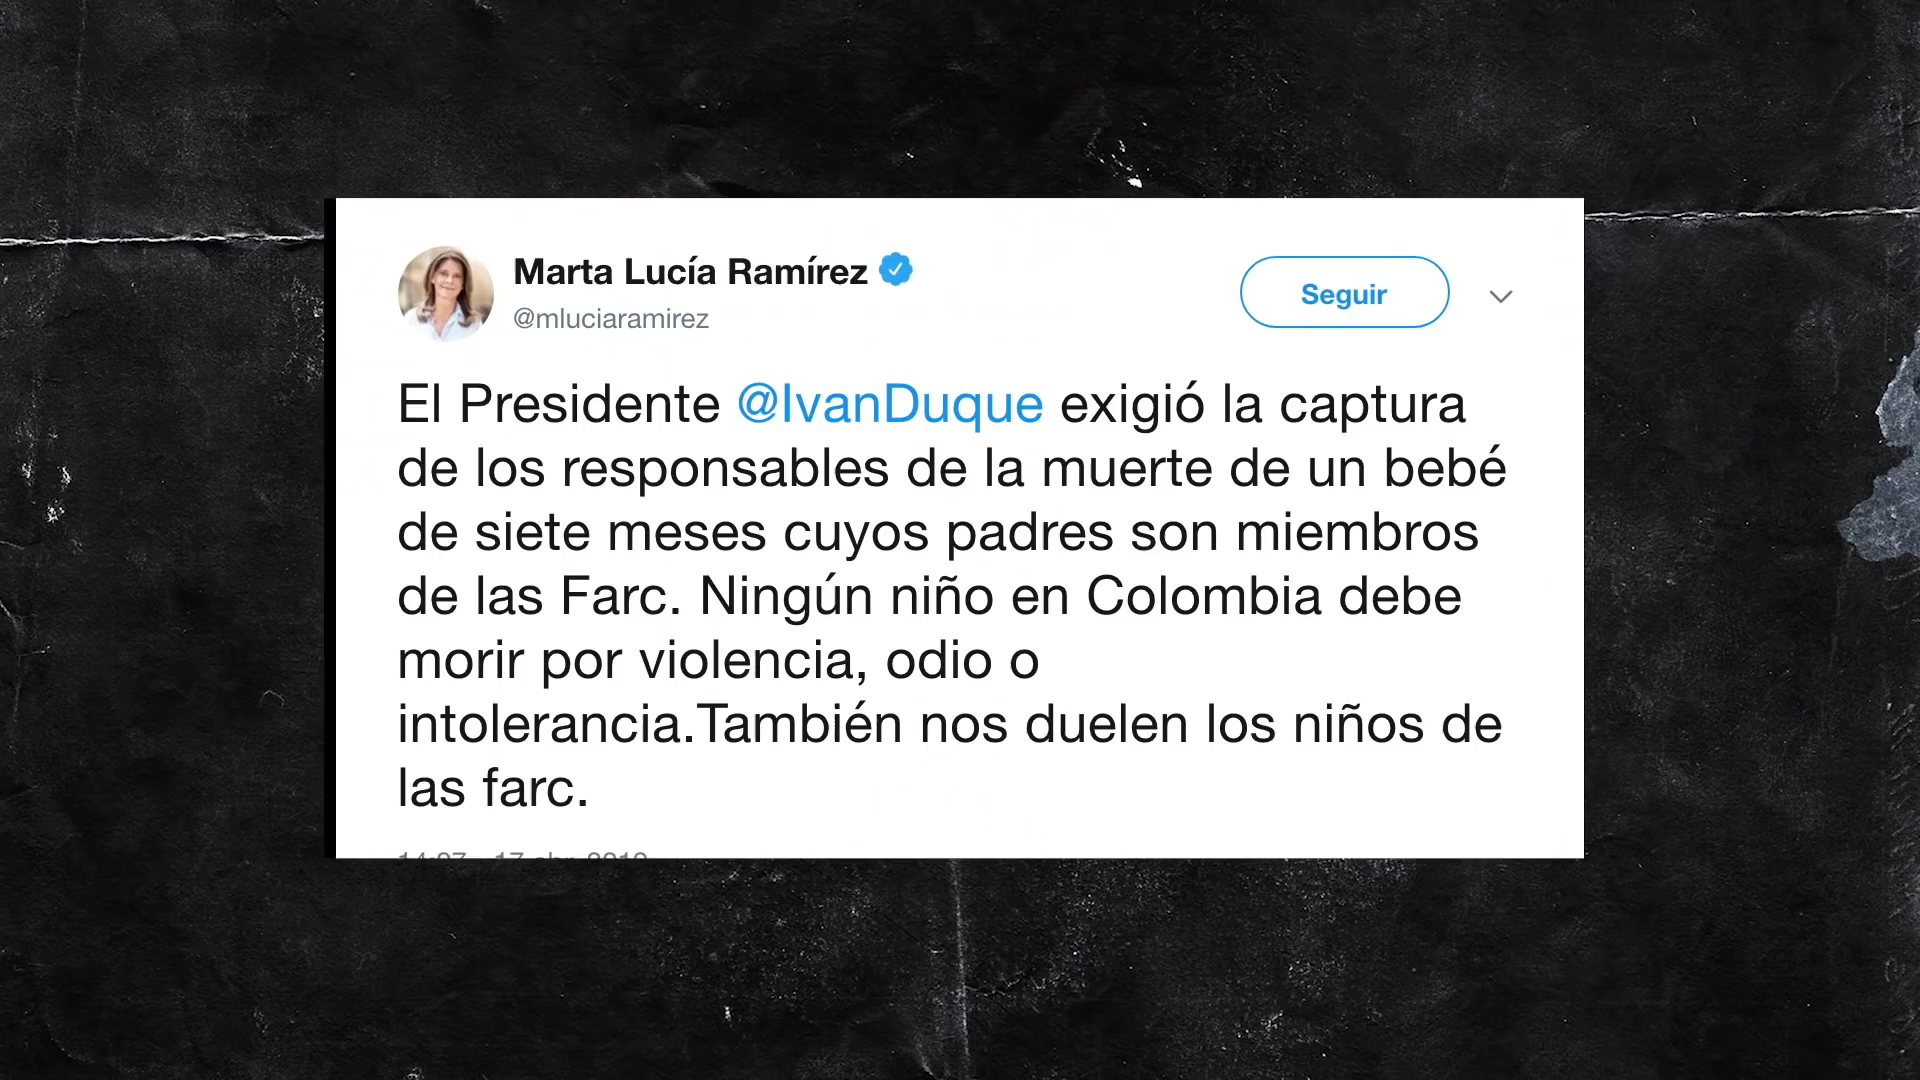 Marta Lucía Ramírez
@mluciaramirez
Seguir
El Presidente @IvanDuque exigió la captura
de los responsables de la muerte de un bebé
de siete meses cuyos padres son miembros
de las Farc. Ningún niño en Colombia debe
morir por violencia, odio o
intolerancia.También nos duelen los niños de
las farc.